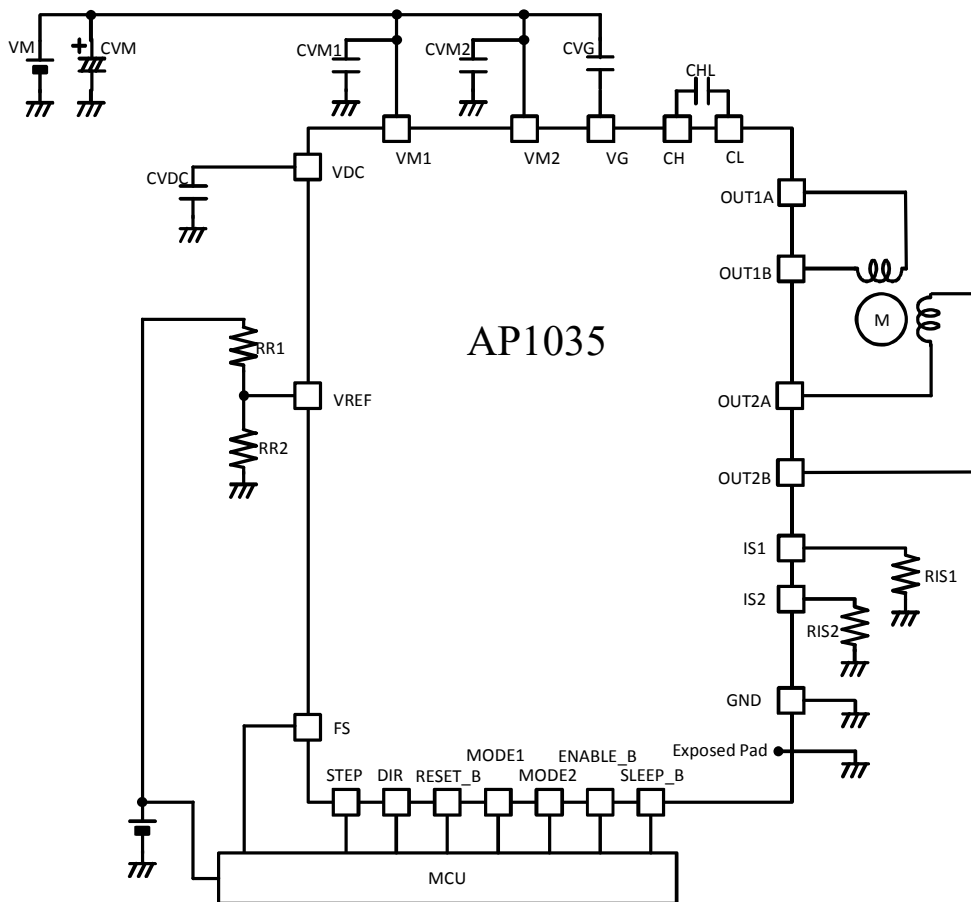 VM
+
CVM
CVM1
CVM2
CVG
CHL
VM1
VM2
VG
CH
CL
VDC
CVDC
OUT1A
OUT1B
M
AP1035
RR1
VREF
RR2
OUT2A
OUT2B
IS1
RIS1
IS2
RIS2
GND
FS
Exposed Pad
MODE1
ENABLE_B
STEP
DIR
RESET_B
MODE2
SLEEP_B
MCU